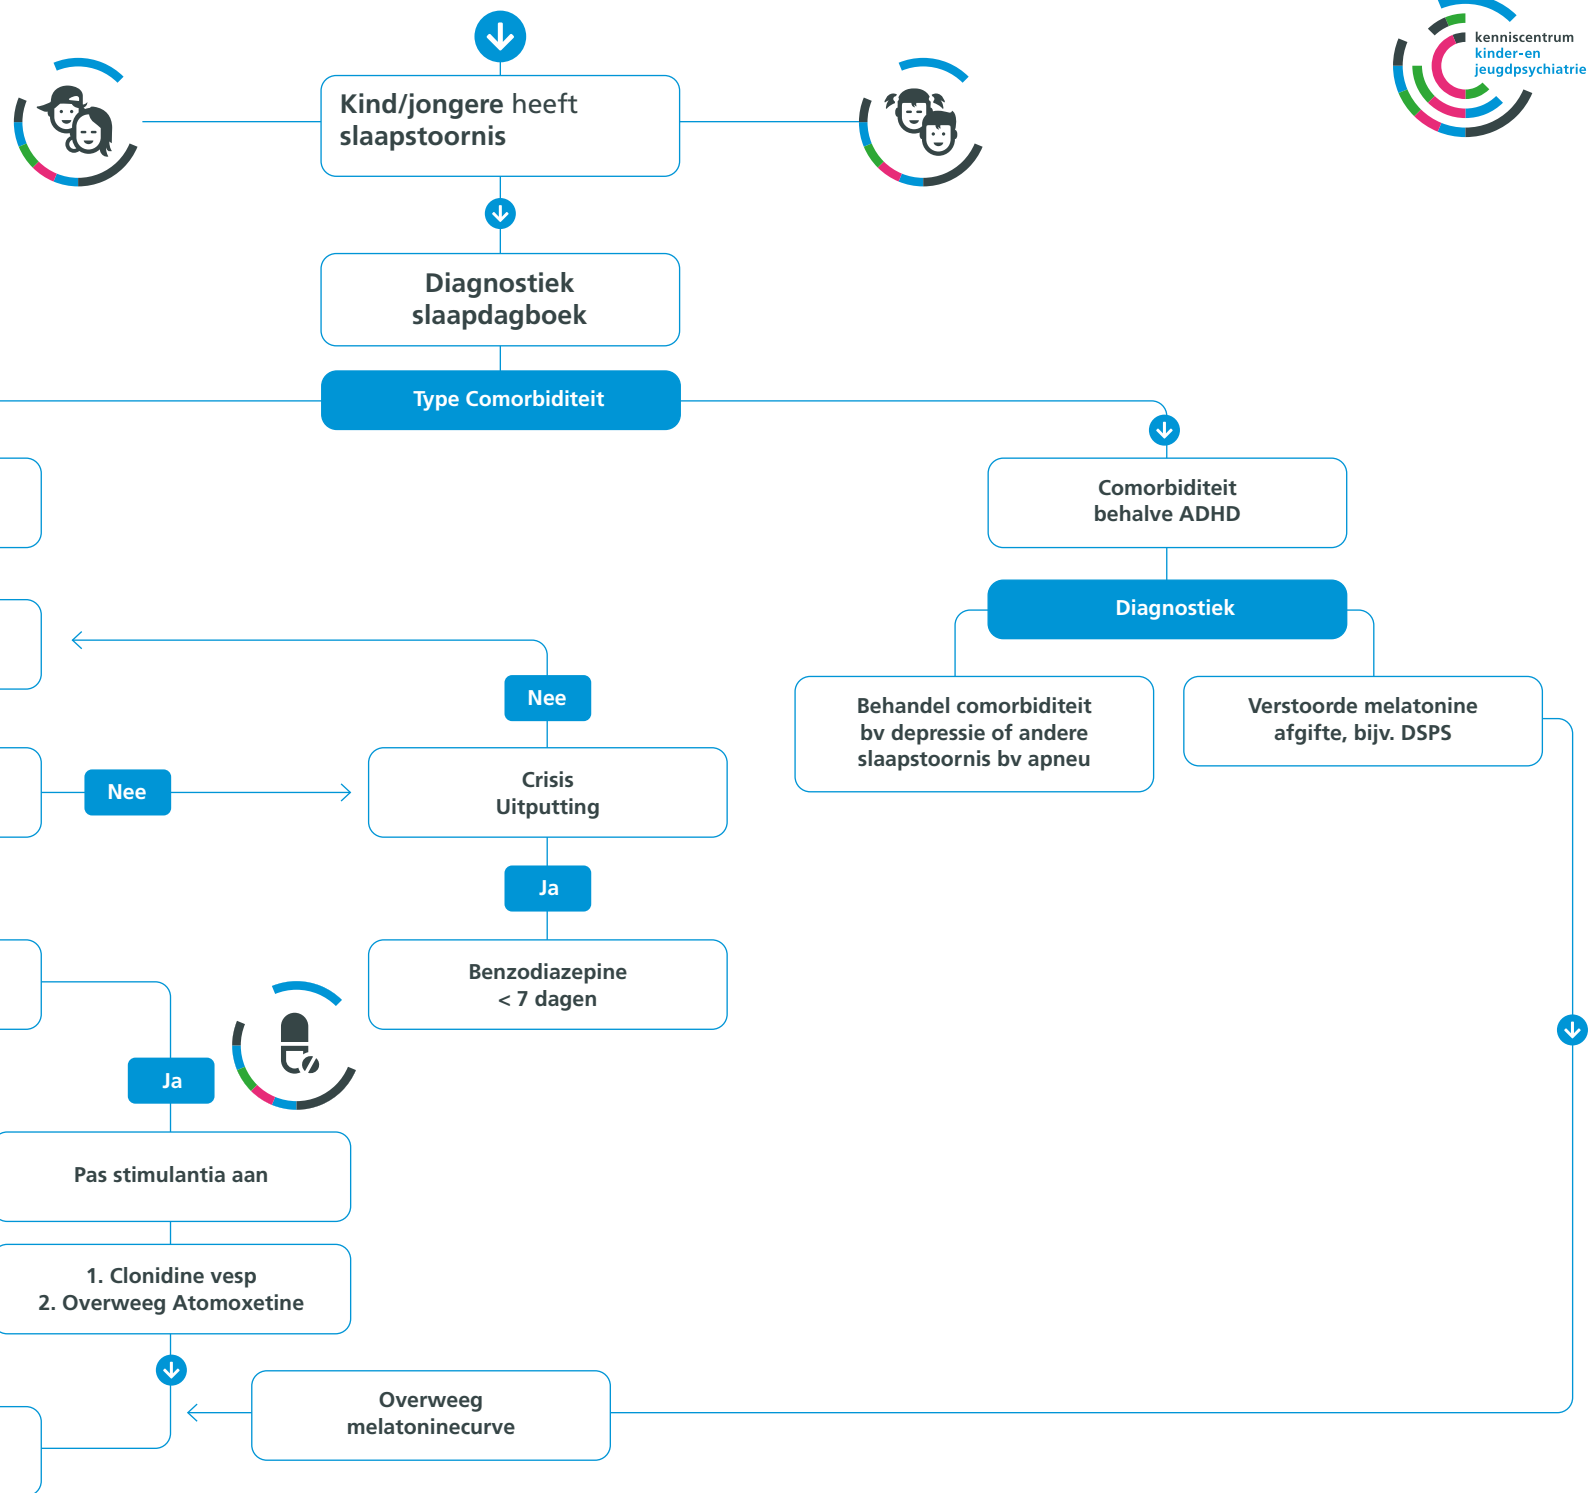 kenniscentrum
kinder-en
jeugdpsychiatrie
Kind/jongere heeft
slaapstoornis
Diagnostiek
slaapdagboek
Type Comorbiditeit
Comorbiditeit
behalve ADHD
Diagnostiek
Nee
Behandel comorbiditeit
bv depressie of andere
slaapstoornis bv apneu
Verstoorde melatonine
afgifte, bijv. DSPS
Nee
Crisis
Uitputting
Ja
Benzodiazepine
< 7 dagen
Ja
Pas stimulantia aan
1. Clonidine vesp
2. Overweeg Atomoxetine
Overweeg
melatoninecurve